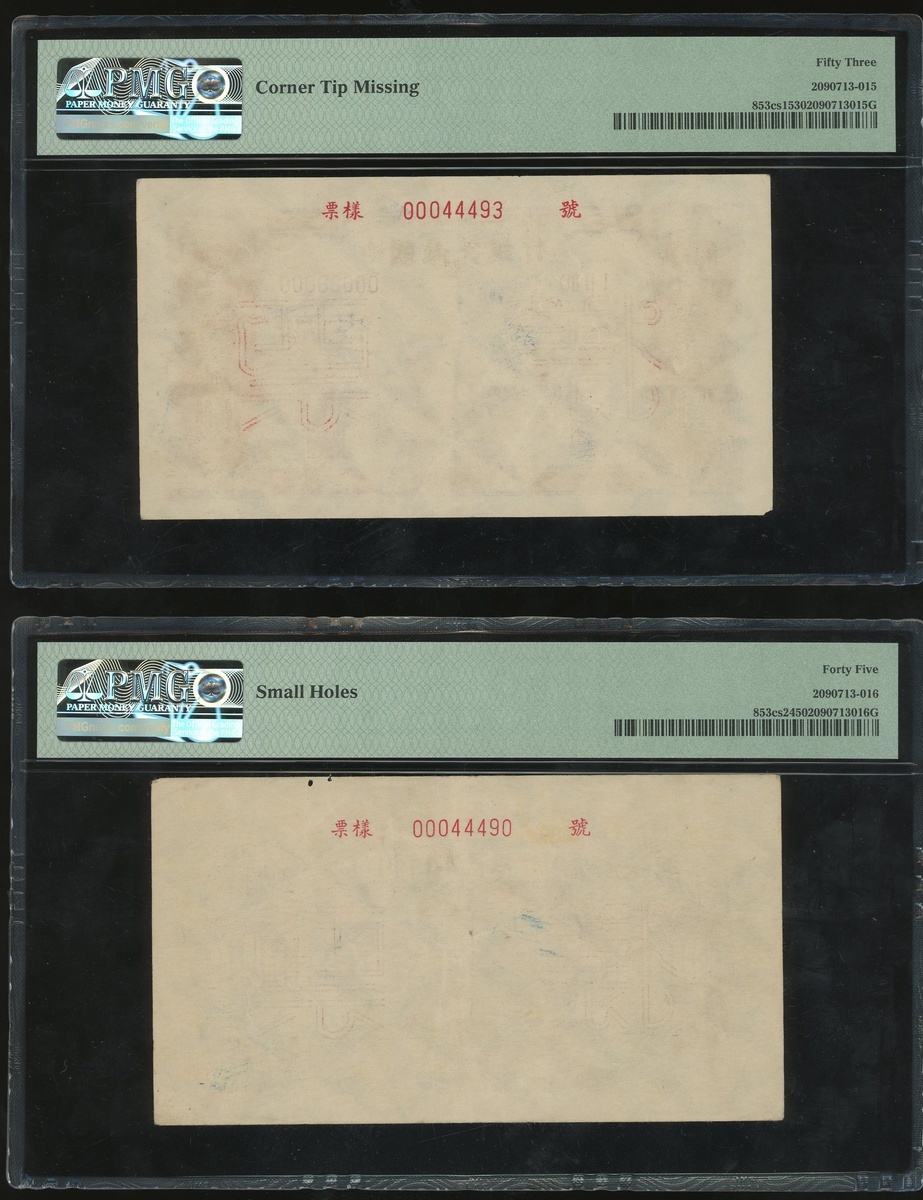 PMG
PAPER MONEY GUARANTY
Corner Tip Missing
Fifty Three
2090713-015
853cs15302090713015G
票樣 00044493 號
PMG
PAPER MONEY GUARANTY
Small Holes
Forty Five
2090713-016
853cs24502090713016G
票樣 00044490 號